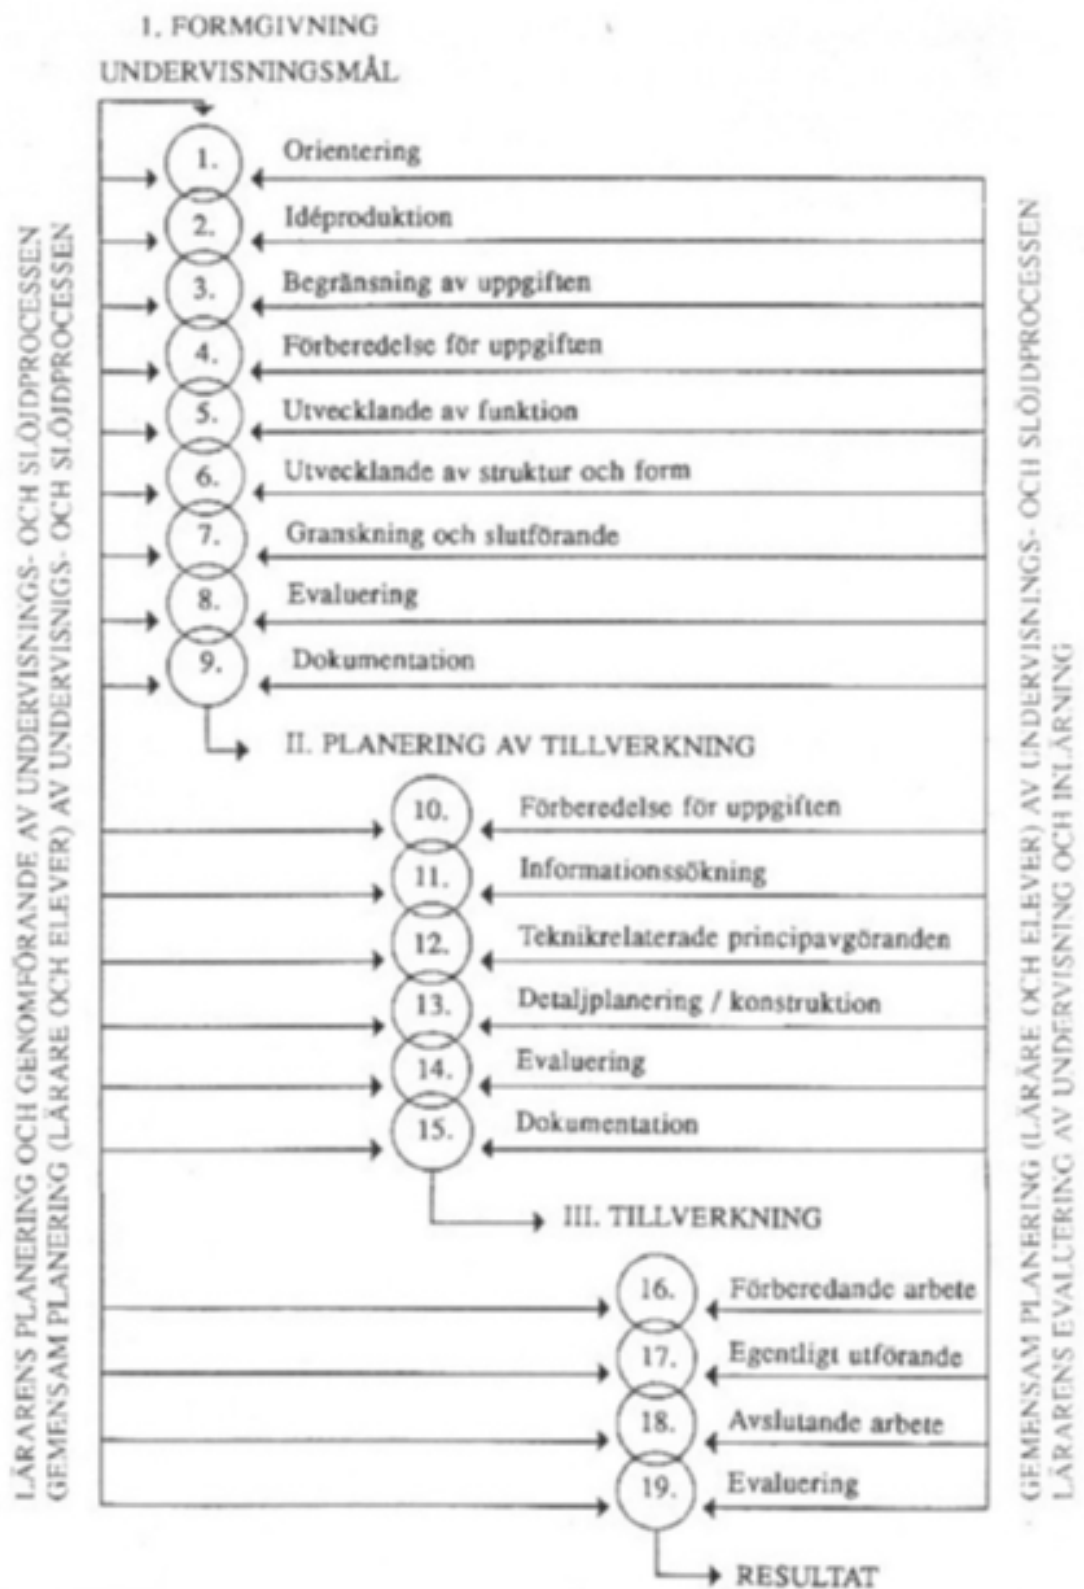 1. FORMGIVNING
UNDERVISNINGSMÅL
1. Orientering
2. Idéproduktion
3. Begränsning av uppgiften
4. Förberedelse för uppgiften
5. Utvecklande av funktion
6. Utvecklande av struktur och form
7. Granskning och slutförande
8. Evaluering
9. Dokumentation
II. PLANERING AV TILLVERKNING
10. Förberedelse för uppgiften
11. Informationssökning
12. Teknikrelaterade principavgöranden
13. Detaljplanering / konstruktion
14. Evaluering
15. Dokumentation
III. TILLVERKNING
16. Förberedande arbete
17. Egentligt utförande
18. Avslutande arbete
19. Evaluering
RESULTAT
LÄRARENS PLANERING OCH GENOMFÖRANDE AV UNDERVISNINGS- OCH SLÖJDPROCESSEN
GEMENSAM PLANERING (LÄRARE OCH ELEVER) AV UNDERVISNIGS- OCH SLÖJDPROCESSEN
GEMENSAM PLANERING (LÄRARE OCH ELEVER) AV UNDERVISNINGS- OCH SLÖJDPROCESSEN
LÄRARENS EVALUERING AV UNDERVISNING OCH INLÄRNING